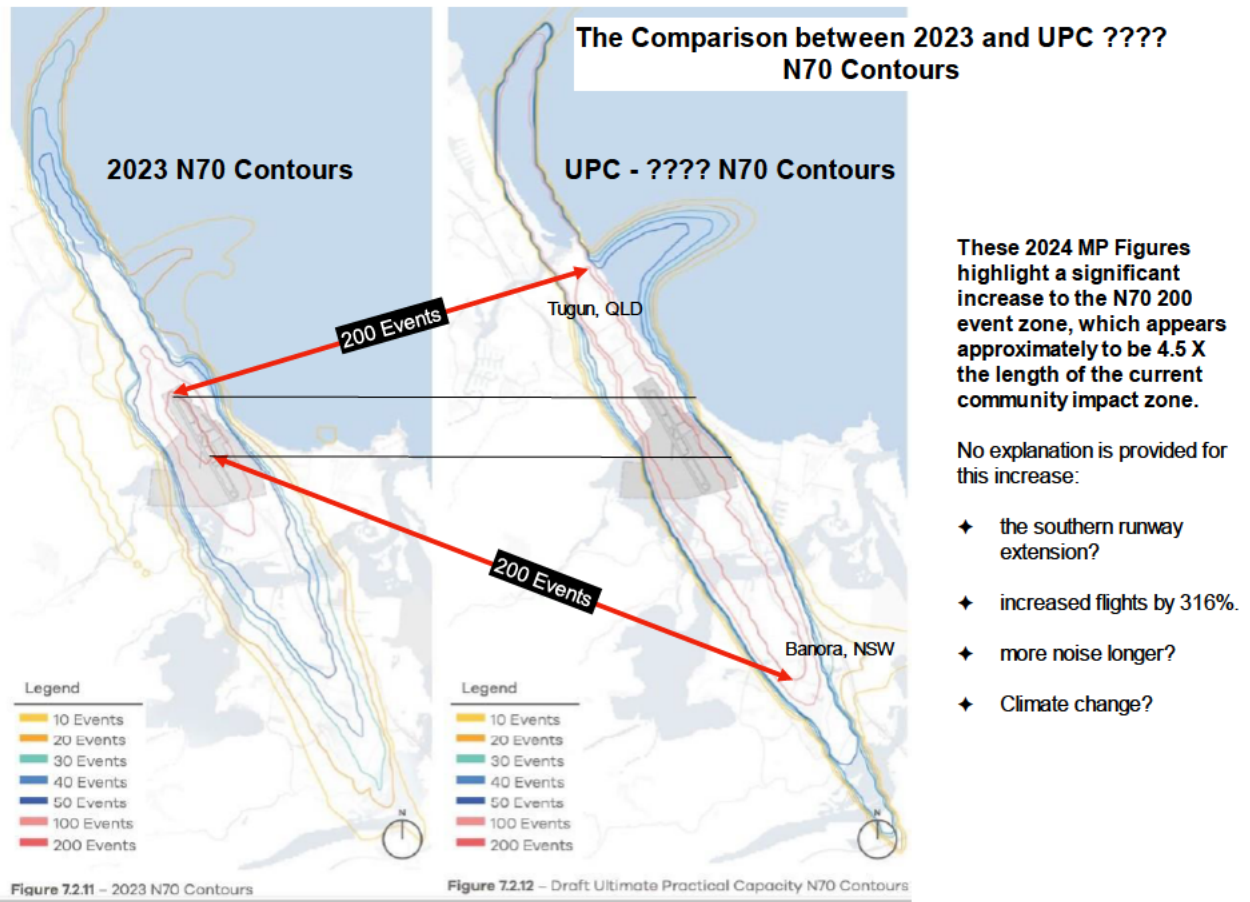 The Comparison between 2023 and UPC ????
N70 Contours
2023 N70 Contours
UPC - ???? N70 Contours
200 Events
Tugun, QLD
200 Events
Banora, NSW
Legend
10 Events
20 Events
30 Events
40 Events
50 Events
100 Events
200 Events
N
Figure 7.2.11 – 2023 N70 Contours
Legend
10 Events
20 Events
30 Events
40 Events
50 Events
100 Events
200 Events
N
Figure 7.2.12 – Draft Ultimate Practical Capacity N70 Contours
These 2024 MP Figures
highlight a significant
increase to the N70 200
event zone, which appears
approximately to be 4.5 X
the length of the current
community impact zone.
No explanation is provided for
this increase:
✦ the southern runway
extension?
✦ increased flights by 316%.
✦ more noise longer?
✦ Climate change?